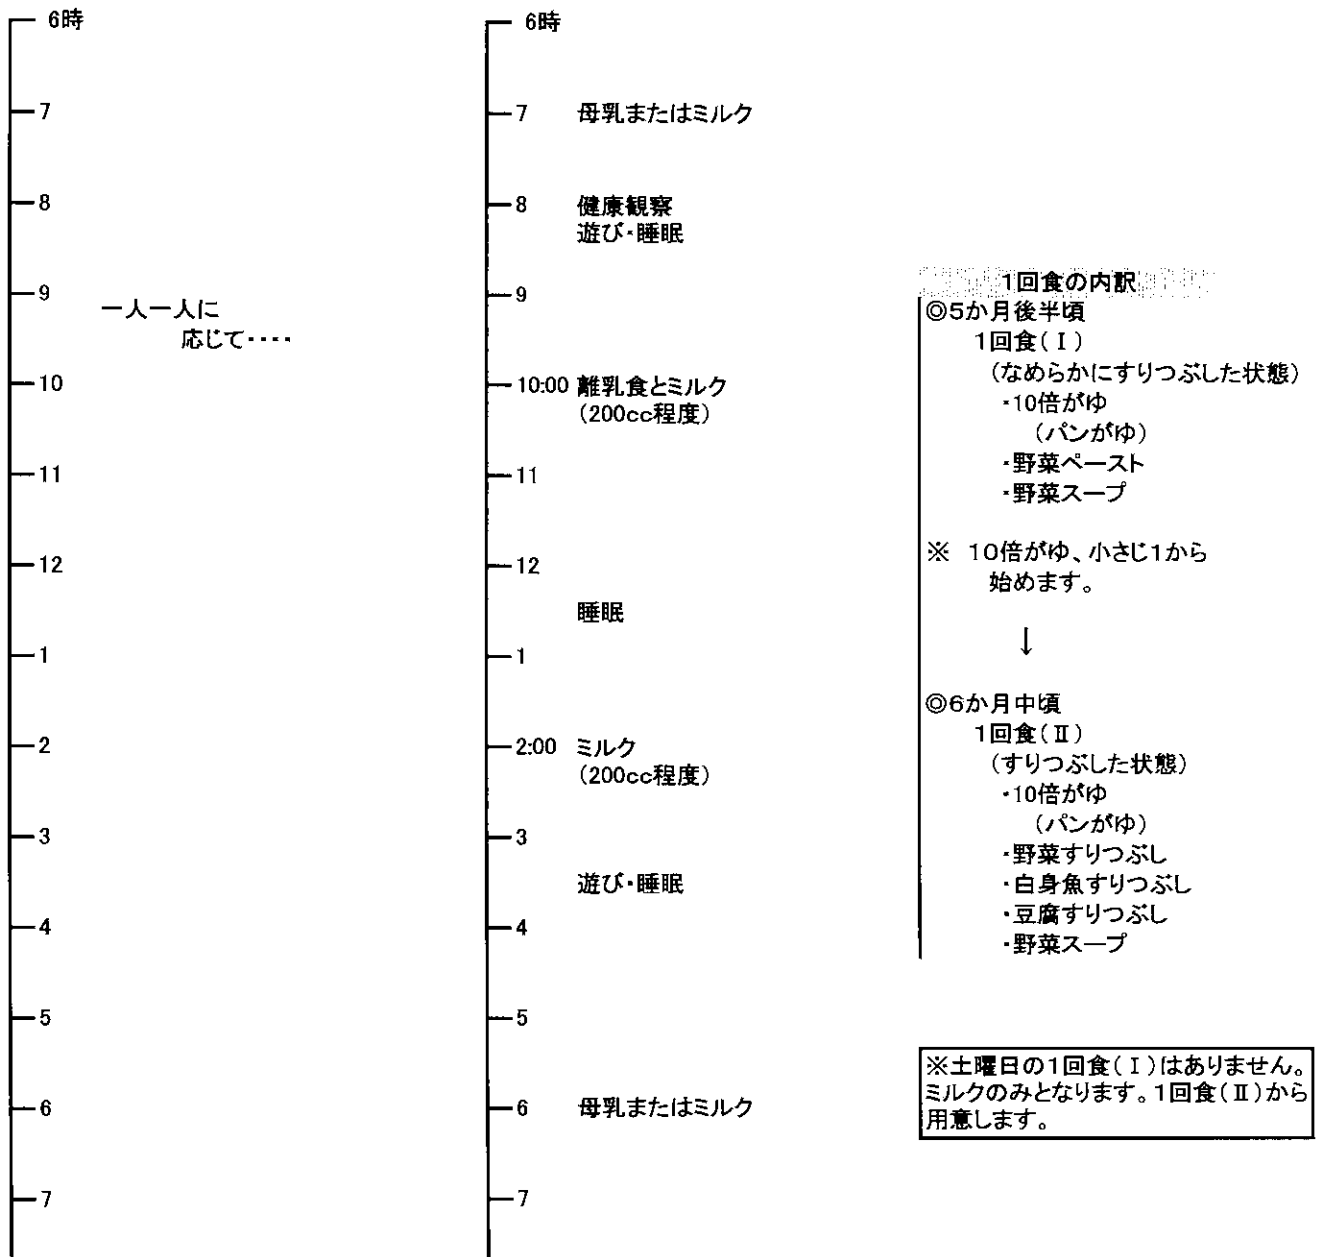 6時
7
8
9
一人一人に
応じて・・・・
10
11
12
1
2
3
4
5
6
7
6時
7 母乳またはミルク
8 健康観察
遊び・睡眠
9
10:00 離乳食とミルク
(200cc程度)
11
12
睡眠
1
2:00 ミルク
(200cc程度)
3
遊び・睡眠
4
5
6 母乳またはミルク
7
1回食の内訳
◎5か月後半頃
1回食(Ⅰ)
(なめらかにすりつぶした状態)
・10倍がゆ
(パンがゆ)
・野菜ペースト
・野菜スープ
※ 10倍がゆ、小さじ1から
始めます。
↓
◎6か月中頃
1回食(Ⅱ)
(すりつぶした状態)
・10倍がゆ
(パンがゆ)
・野菜すりつぶし
・白身魚すりつぶし
・豆腐すりつぶし
・野菜スープ
※土曜日の1回食(Ⅰ)はありません。
ミルクのみとなります。1回食(Ⅱ)から
用意します。